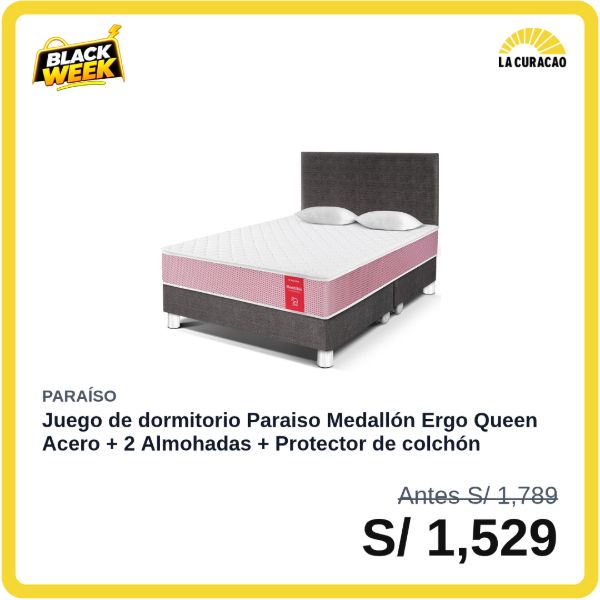 BLACK
WEEK
LA CURACAO
PARAÍSO
Juego de dormitorio Paraiso Medallón Ergo Queen
Acero + 2 Almohadas + Protector de colchón
Antes S/ 1,789
S/ 1,529